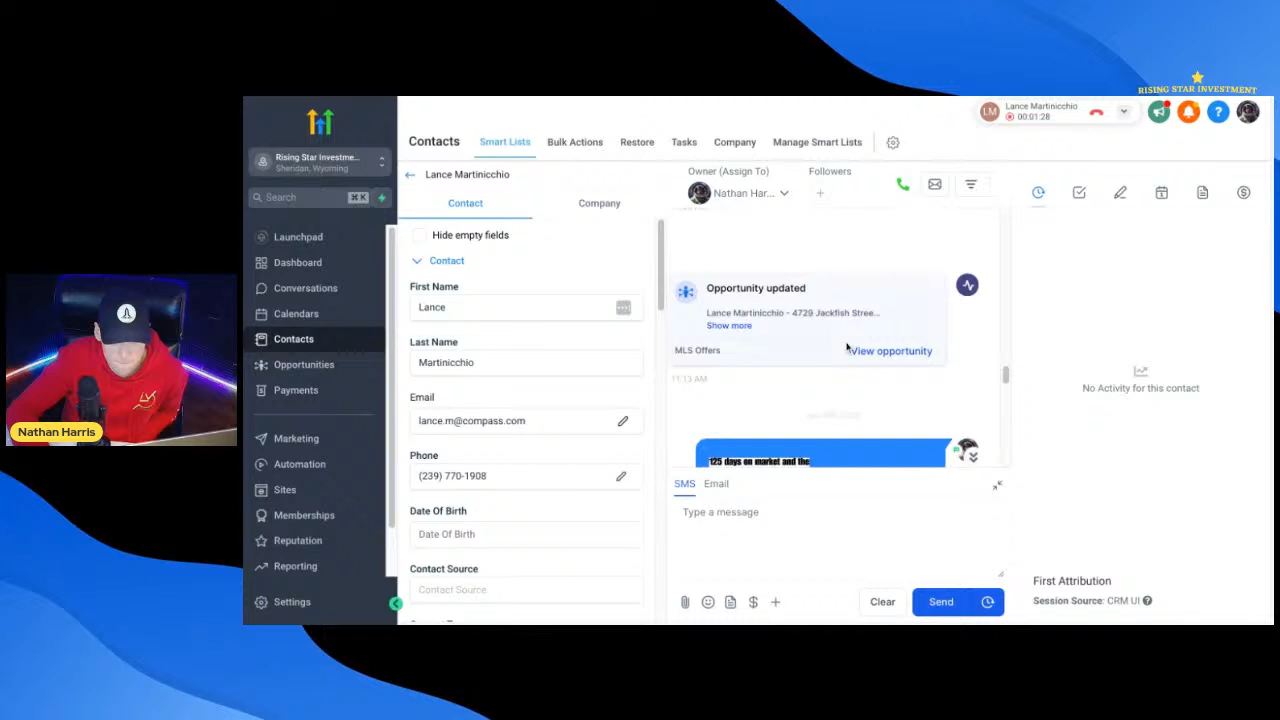 RISING STAR INVESTMENT
Lance Martinicchio
LM
00:01:28
?
Contacts
Smart Lists
Bulk Actions
Restore
Tasks
Company
Manage Smart Lists
Rising Star Investme...
Sheridan, Wyoming
Search
⌘K
Launchpad
Dashboard
Conversations
Calendars
Contacts
Opportunities
Payments
Marketing
Automation
Sites
Memberships
Reputation
Reporting
Settings
Lance Martinicchio
Contact
Company
Hide empty fields
Contact
First Name
Lance
Last Name
Martinicchio
Email
lance.m@compass.com
Phone
(239) 770-1908
Date Of Birth
Date Of Birth
Contact Source
Contact Source
Owner (Assign To)
Followers
Nathan Har...
+
Opportunity updated
Lance Martinicchio - 4729 Jackfish Stree...
Show more
MLS Offers
View opportunity
11:13 AM
125 days on market and the
SMS
Email
Type a message
Clear
Send
No Activity for this contact
First Attribution
Session Source: CRM UI
Nathan Harris